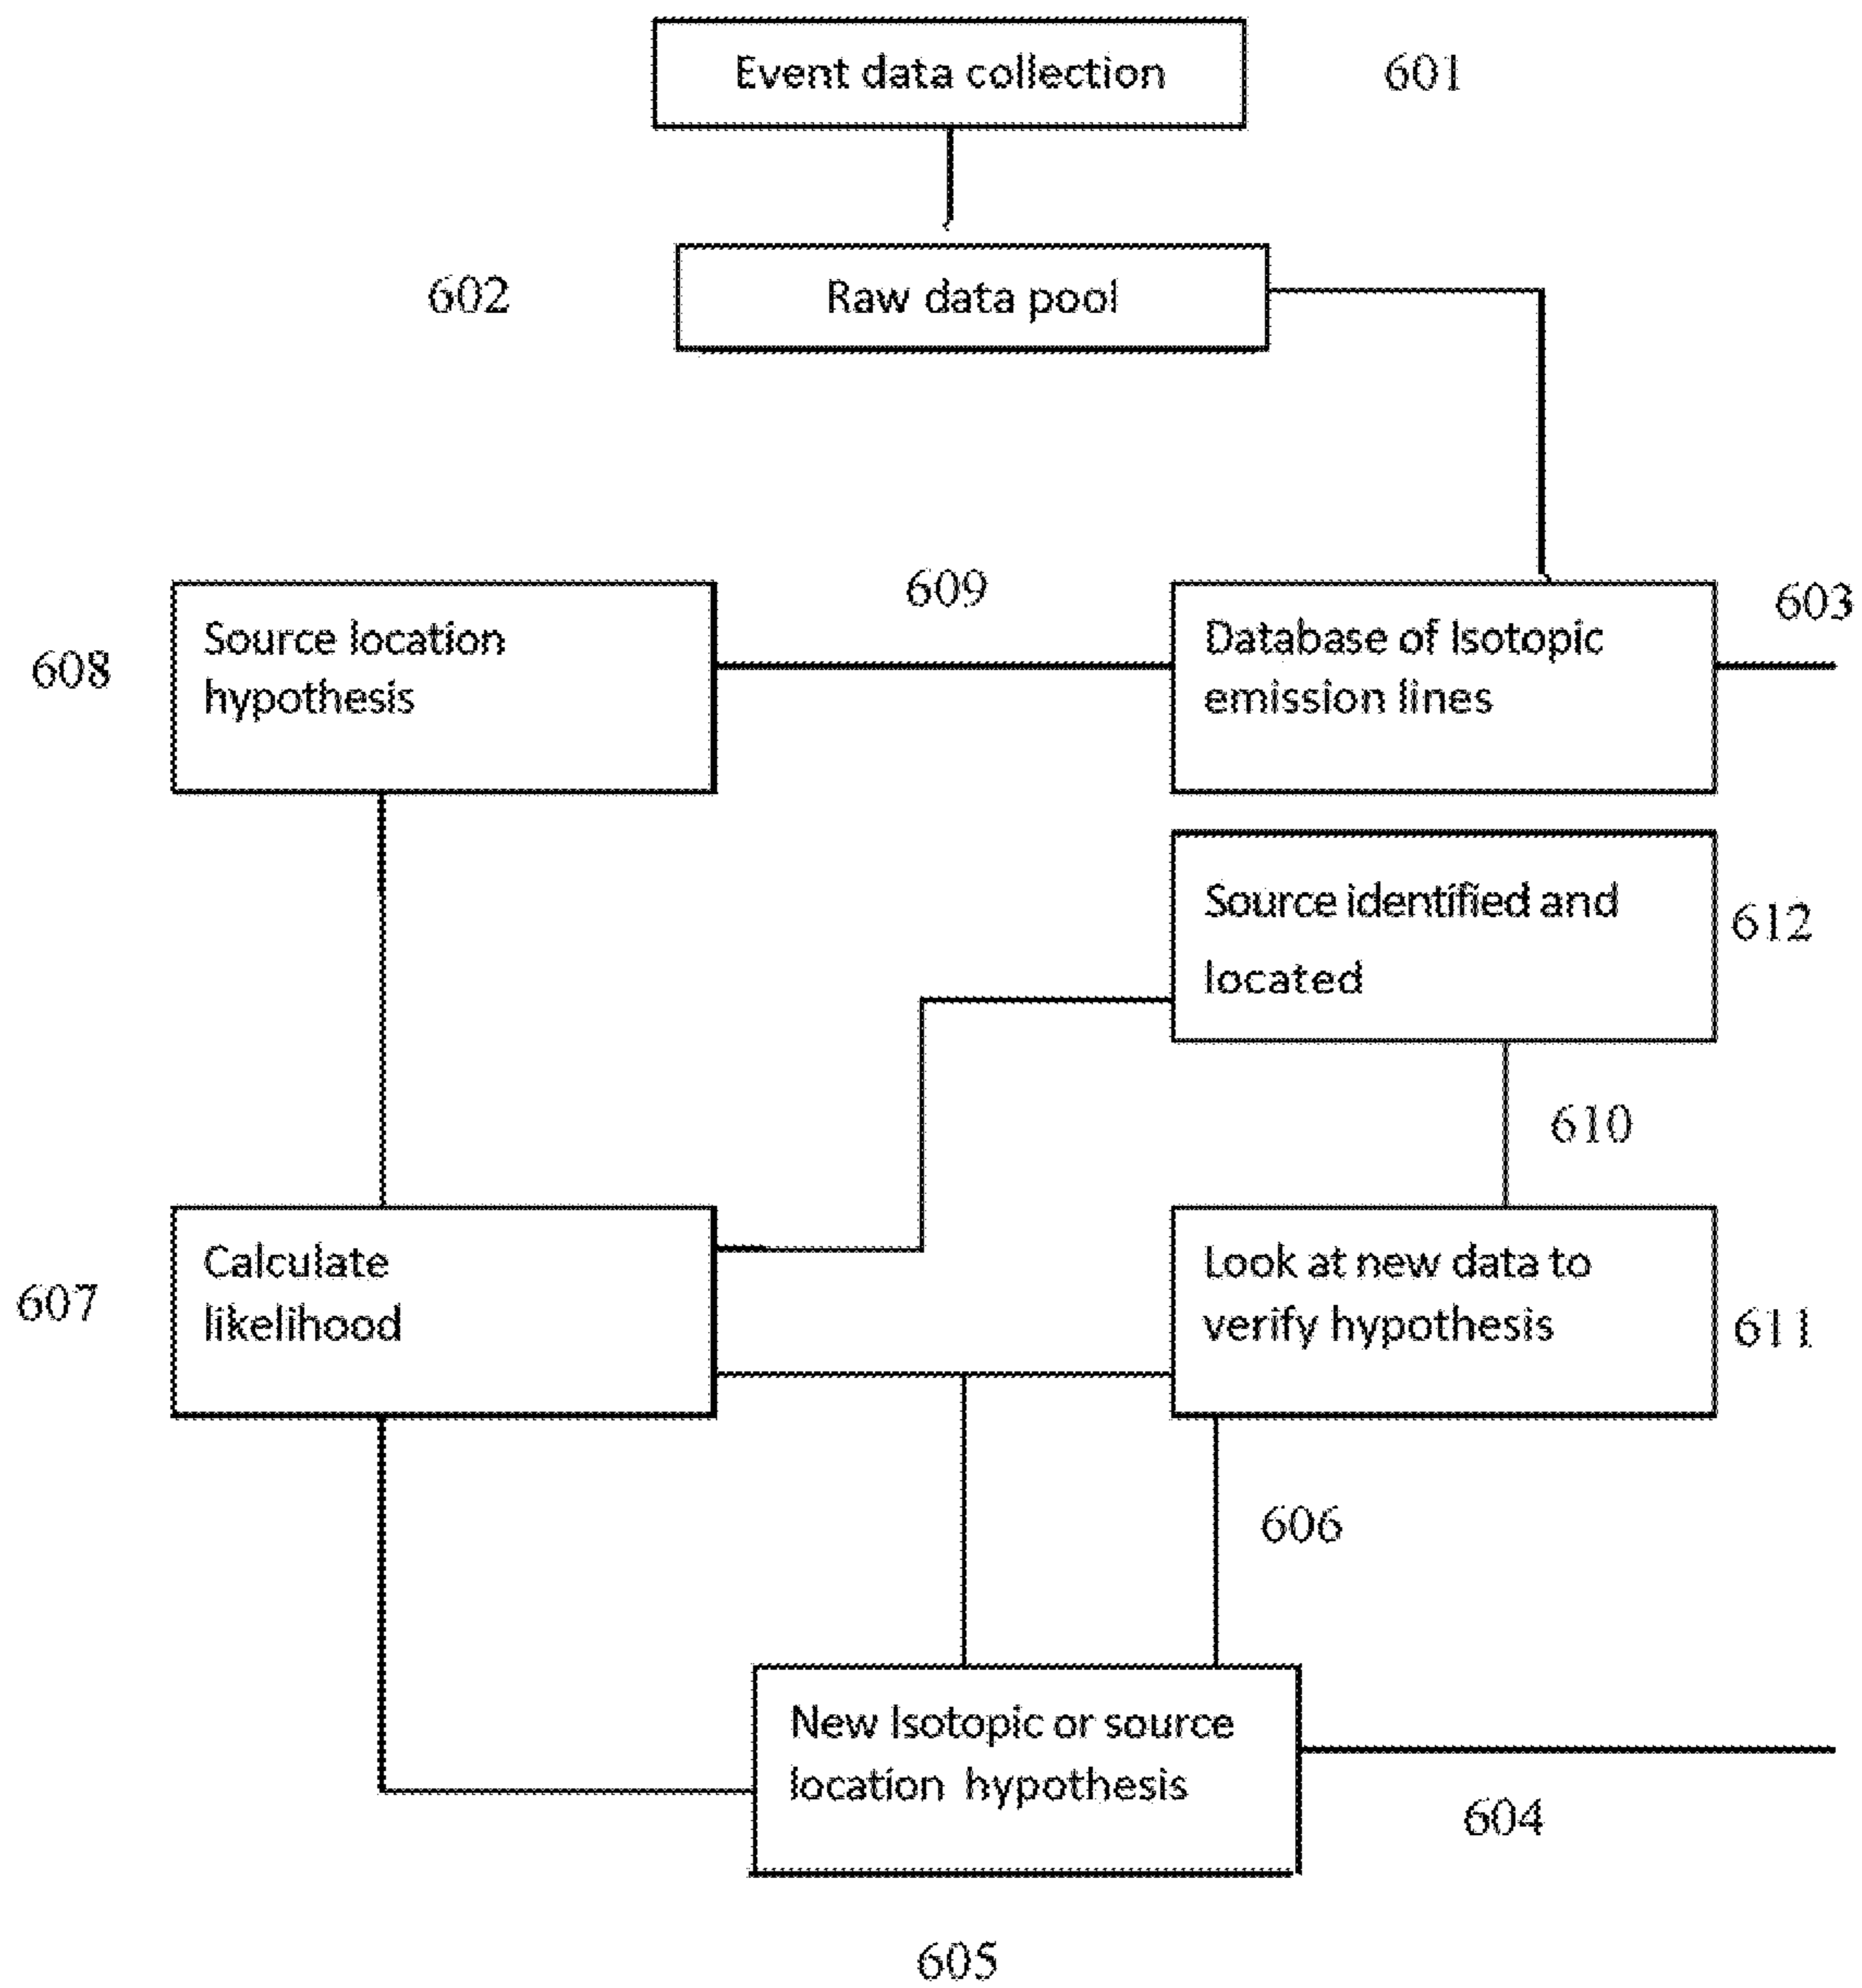 Event data collection
601
602
Raw data pool
609
603
608
Source location
hypothesis
Database of Isotopic
emission lines
Source identified and
located
612
610
607
Calculate
likelihood
Look at new data to
verify hypothesis
611
606
New Isotopic or source
location hypothesis
604
605